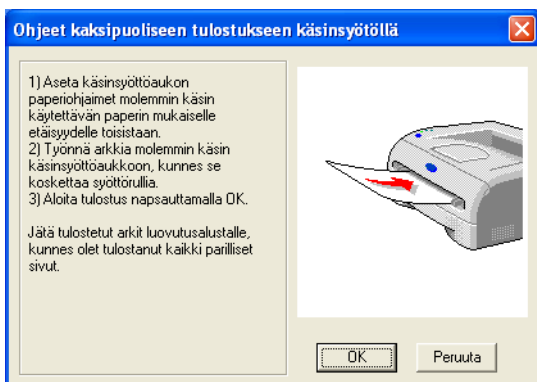 Ohjeet kaksipuoliseen tulostukseen käsinsyötöllä
1) Aseta käsinsyöttöaukon
paperiohjaimet molemmin käsin
käytettävän paperin mukaiselle
etäisyydelle toisistaan.
2) Työnnä arkkia molemmin käsin
käsinsyöttöaukkoon, kunnes se
koskettaa syöttörullia.
3) Aloita tulostus napsauttamalla OK.
Jätä tulostetut arkit luovutusalustalle,
kunnes olet tulostanut kaikki parilliset
sivut.
OK
Peruuta